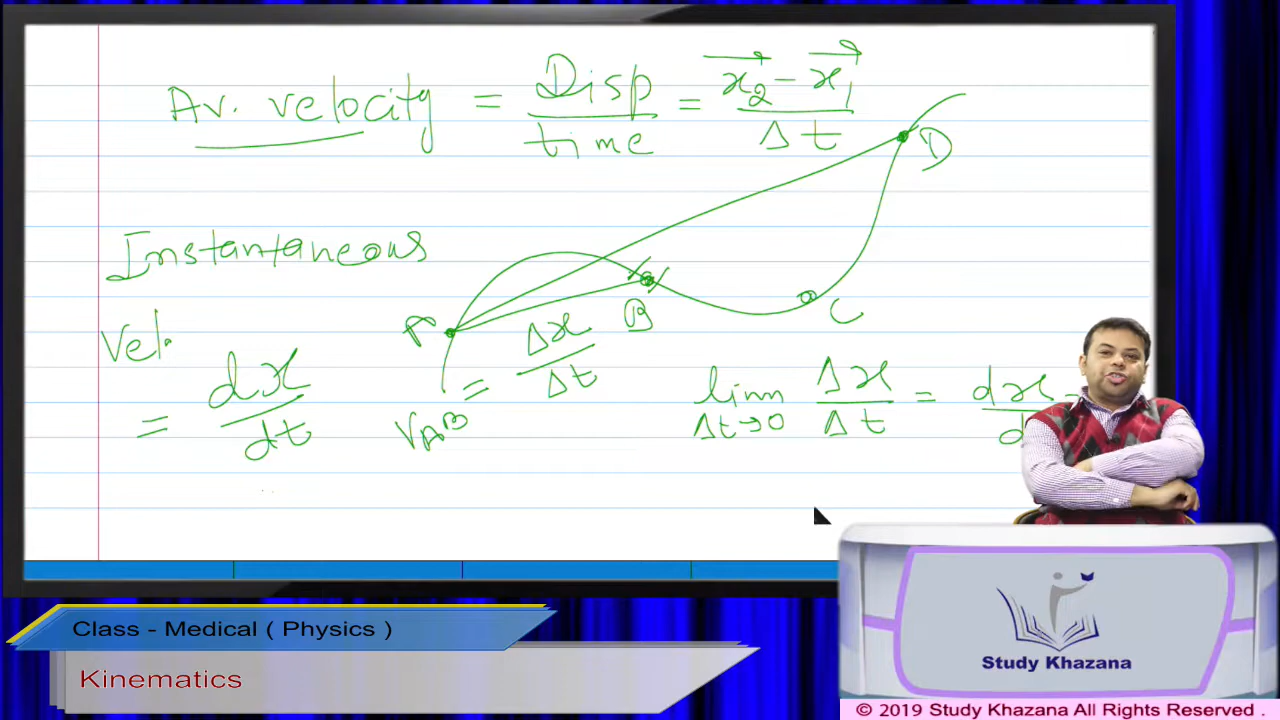 Av. velocity = Disp / time = x₂ - x₁ / Δt
D
Instantaneous
B
C
A
Vel.
= dx / dt
V_AB = Δx / Δt
lim Δt→0 Δx / Δt = dx / d
Class - Medical ( Physics )
Kinematics
Study Khazana
© 2019 Study Khazana All Rights Reserved .